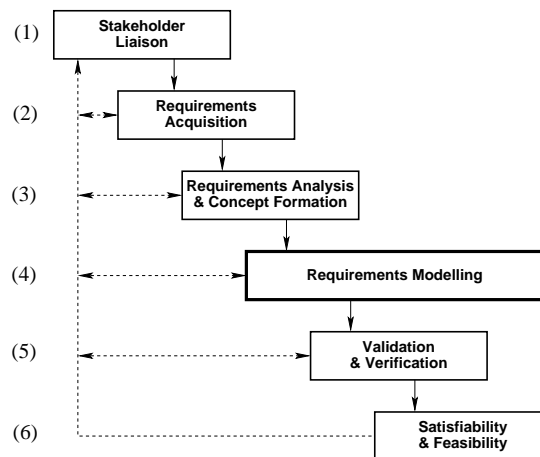 (1)
Stakeholder
Liaison
(2)
Requirements
Acquisition
(3)
Requirements Analysis
& Concept Formation
(4)
Requirements Modelling
(5)
Validation
& Verification
(6)
Satisfiability
& Feasibility